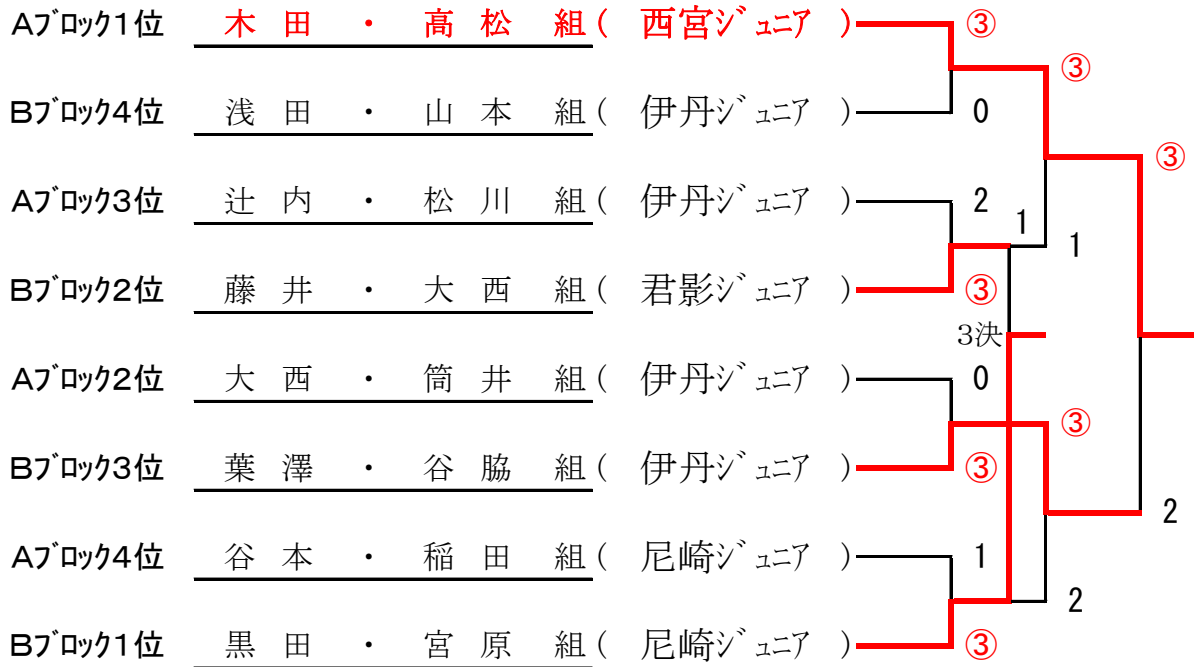 Aブロック1位 木田・高松 組(西宮ジュニア) ③
③
Bブロック4位 浅田・山本 組(伊丹ジュニア) 0
③
Aブロック3位 辻内・松川 組(伊丹ジュニア) 2
1 1
Bブロック2位 藤井・大西 組(君影ジュニア) ③
3決
Aブロック2位 大西・筒井 組(伊丹ジュニア) 0
③
Bブロック3位 葉澤・谷脇 組(伊丹ジュニア) ③
2
Aブロック4位 谷本・稲田 組(尼崎ジュニア) 1
2
Bブロック1位 黒田・宮原 組(尼崎ジュニア) ③